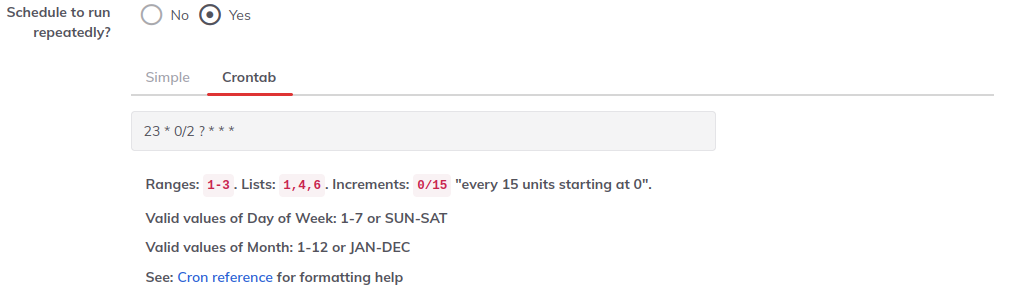 Schedule to run
repeatedly?
No
Yes
Simple
Crontab
23 * 0/2 ? * * *
Ranges: 1-3. Lists: 1,4,6. Increments: 0/15 "every 15 units starting at 0".
Valid values of Day of Week: 1-7 or SUN-SAT
Valid values of Month: 1-12 or JAN-DEC
See: Cron reference for formatting help